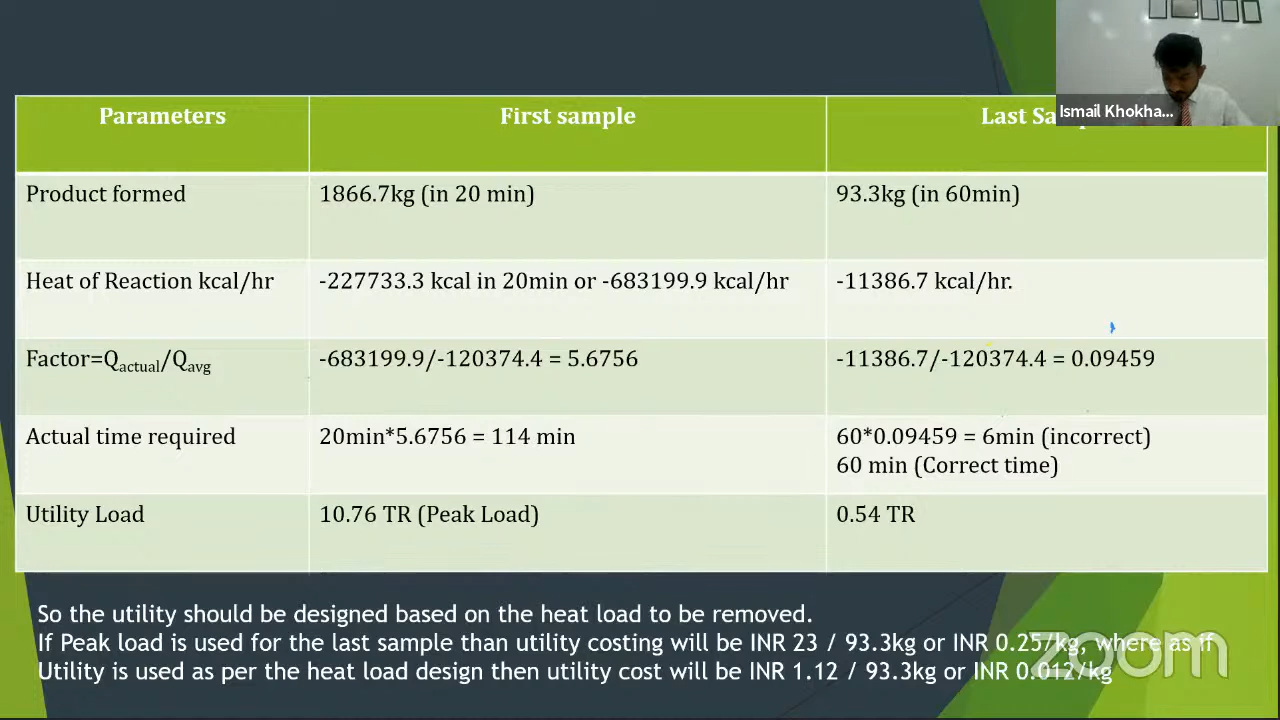 Ismail Khokha...
Parameters
First sample
Last Sa
Product formed
1866.7kg (in 20 min)
93.3kg (in 60min)
Heat of Reaction kcal/hr
-227733.3 kcal in 20min or -683199.9 kcal/hr
-11386.7 kcal/hr.
Factor=Qactual/Qavg
-683199.9/-120374.4 = 5.6756
-11386.7/-120374.4 = 0.09459
Actual time required
20min*5.6756 = 114 min
60*0.09459 = 6min (incorrect)
60 min (Correct time)
Utility Load
10.76 TR (Peak Load)
0.54 TR
So the utility should be designed based on the heat load to be removed.
If Peak load is used for the last sample than utility costing will be INR 23 / 93.3kg or INR 0.25/kg, where as if
Utility is used as per the heat load design then utility cost will be INR 1.12 / 93.3kg or INR 0.012/kg
zoom